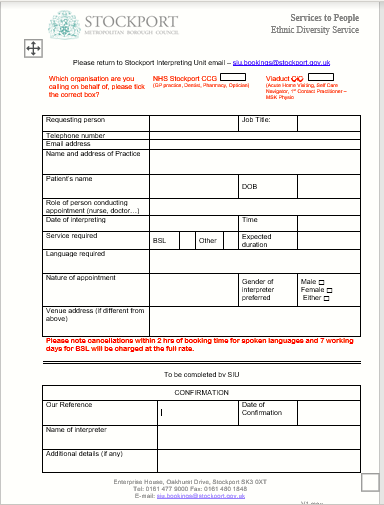 STOCKPORT
METROPOLITAN BOROUGH COUNCIL
Services to People
Ethnic Diversity Service
Please return to Stockport Interpreting Unit email – siu.bookings@stockport.gov.uk
Which organisation are you calling on behalf of, please tick the correct box?
NHS Stockport CCG
(GP practice, Dentist, Pharmacy, Optician)
Viaduct
(Acute Home Visiting, Self Care
Navigator, 1st Contact Practitioner –
MSK Physio
Requesting person
Job Title:
Telephone number
Email address
Name and address of Practice
Patient's name
DOB
Role of person conducting
appointment (nurse, doctor…)
Date of interpreting
Time
Service required
BSL
Other
Expected
duration
Language required
Nature of appointment
Gender of
interpreter
preferred
Male
Female
Either
Venue address (if different from
above)
Please note cancellations within 2 hrs of booking time for spoken languages and 7 working
days for BSL will be charged at the full rate.
To be completed by SIU
CONFIRMATION
Our Reference
Date of
Confirmation
Name of interpreter
Additional details (if any)
Enterprise House, Oakhurst Drive, Stockport SK3 0XT
Tel: 0161 477 9000 Fax: 0161 480 1848
E-mail: siu.bookings@stockport.gov.uk